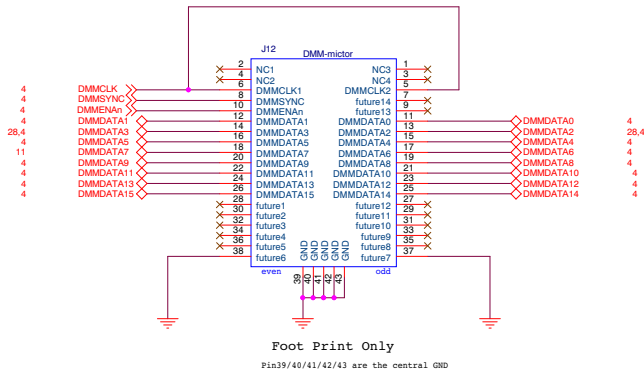 J12
DMM-mictor
2 NC1 NC3 1
4 NC2 NC4 3
4 DMMCLK 6 DMMCLK1 DMMCLK2 5
4 DMMSYNC 8 DMMSYNC future14 7
4 DMMENAn 10 DMMENAn future13 9
4 DMMDATA1 12 DMMDATA1 DMMDATA0 11 DMMDATA0 4
28,4 DMMDATA3 14 DMMDATA3 DMMDATA2 13 DMMDATA2 28,4
4 DMMDATA5 16 DMMDATA5 DMMDATA4 15 DMMDATA4 4
11 DMMDATA7 18 DMMDATA7 DMMDATA6 17 DMMDATA6 4
4 DMMDATA9 20 DMMDATA9 DMMDATA8 19 DMMDATA8 4
4 DMMDATA11 22 DMMDATA11 DMMDATA10 21 DMMDATA10 4
4 DMMDATA13 24 DMMDATA13 DMMDATA12 23 DMMDATA12 4
4 DMMDATA15 26 DMMDATA15 DMMDATA14 25 DMMDATA14 4
28 future1 future12 27
30 future2 future11 29
32 future3 future10 31
34 future4 future9 33
36 future5 future8 35
38 future6 future7 37
GND GND GND GND GND
even odd
39 40 41 42 43
Foot Print Only
Pin39/40/41/42/43 are the central GND